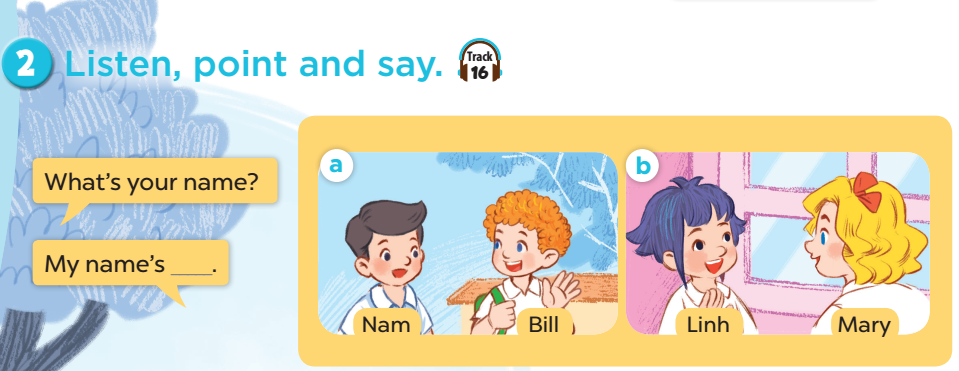 2 Listen, point and say. Track 16
What's your name?
My name's ___.
a
Nam
Bill
b
Linh
Mary